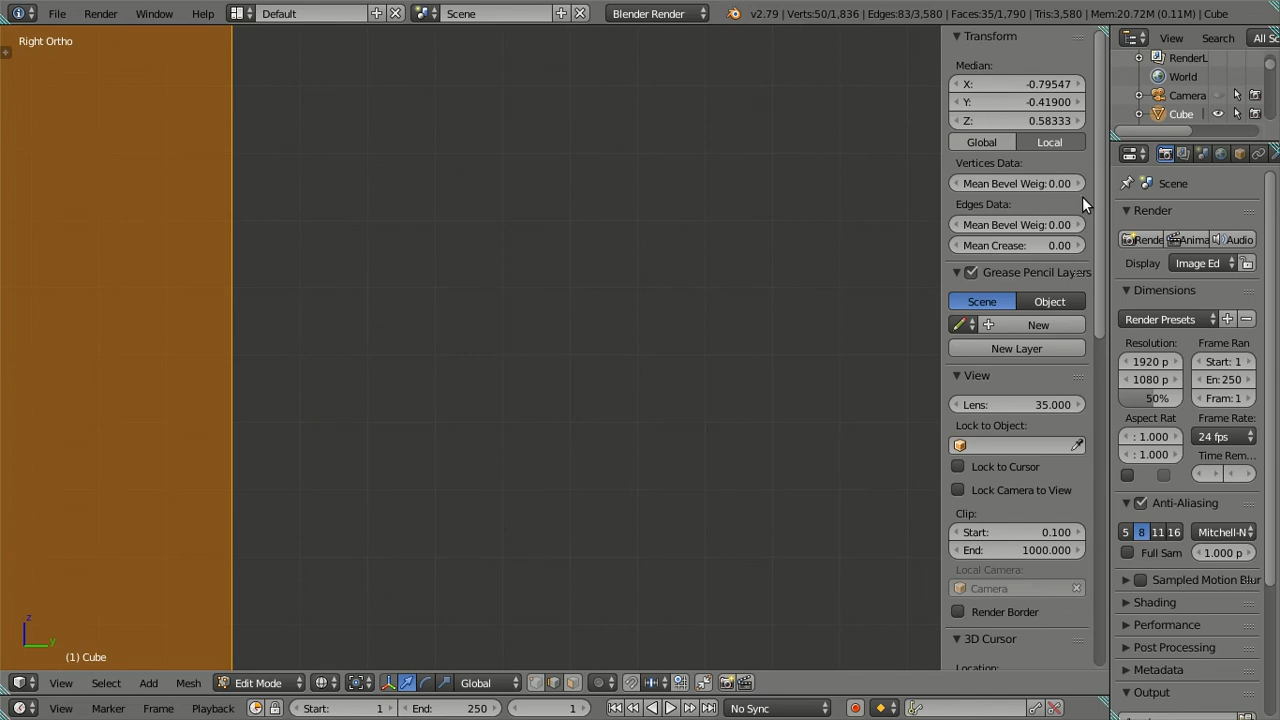 File Render Window Help Default Scene Blender Render v2.79 | Verts:50/1,836 | Edges:83/3,580 | Faces:35/1,790 | Tris:3,580 | Mem:20.72M (0.11M) | Cube
Right Ortho
Transform
Median:
X: -0.79547
Y: -0.41900
Z: 0.58333
Global Local
Vertices Data:
Mean Bevel Weig: 0.00
Edges Data:
Mean Bevel Weig: 0.00
Mean Crease: 0.00
Grease Pencil Layers
Scene Object
New
New Layer
View
Lens: 35.000
Lock to Object:
Lock to Cursor
Lock Camera to View
Clip:
Start: 0.100
End: 1000.000
Local Camera:
Camera
Render Border
3D Cursor
Location:
View Search All Sc
RenderL
World
Camera
Cube
Scene
Render
Rende Anima Audio
Display Image Ed
Dimensions
Render Presets
Resolution: Frame Ran
1920 p Start: 1
1080 p En: 250
50% Fram: 1
Aspect Rat Frame Rate:
: 1.000 24 fps
: 1.000 Time Rem...
Anti-Aliasing
5 8 11 16 Mitchell-N
Full Sam 1.000 p
Sampled Motion Blur
Shading
Performance
Post Processing
Metadata
Output
z
y
(1) Cube
View Select Add Mesh Edit Mode Global
View Marker Frame Playback Start: 1 End: 250 1 No Sync